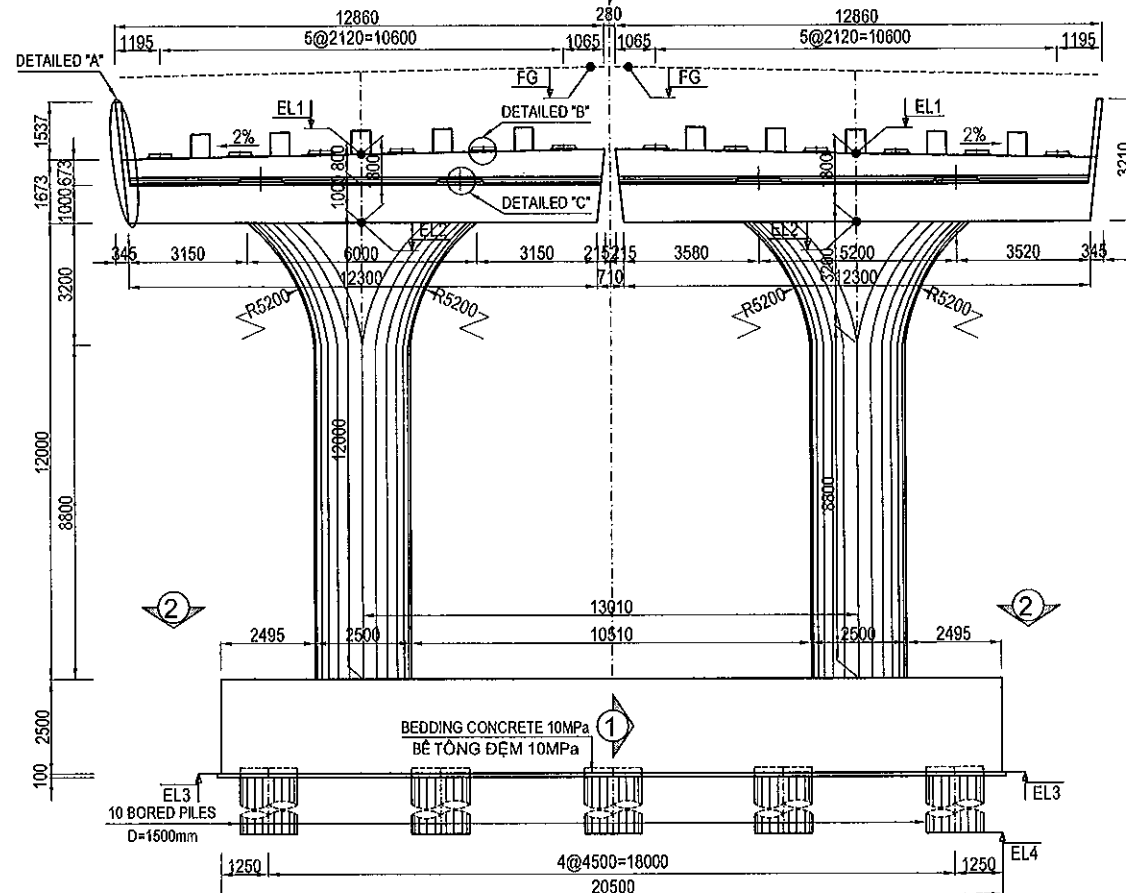 12860 280 12860
1195 5@2120=10600 1065 1065 5@2120=10600 1195
DETAILED "A"
FG FG
EL1 DETAILED "B" EL1
2% 2%
1537
1673
673
1000
1000 800
800
800
3210
DETAILED "C"
EL2 EL2
345 3150 6000 3150 215 215 3580 5200 3520 345
12300 710 12300
3200
3200
R5200 R5200 R5200 R5200
12000
8800
12000
8800
13010
2 2
2495 2500 10510 2500 2495
2500
BEDDING CONCRETE 10MPa 1
BÊ TÔNG ĐỆM 10MPa
100
EL3 EL3
10 BORED PILES
D=1500mm
EL4
1250 4@4500=18000 1250
20500